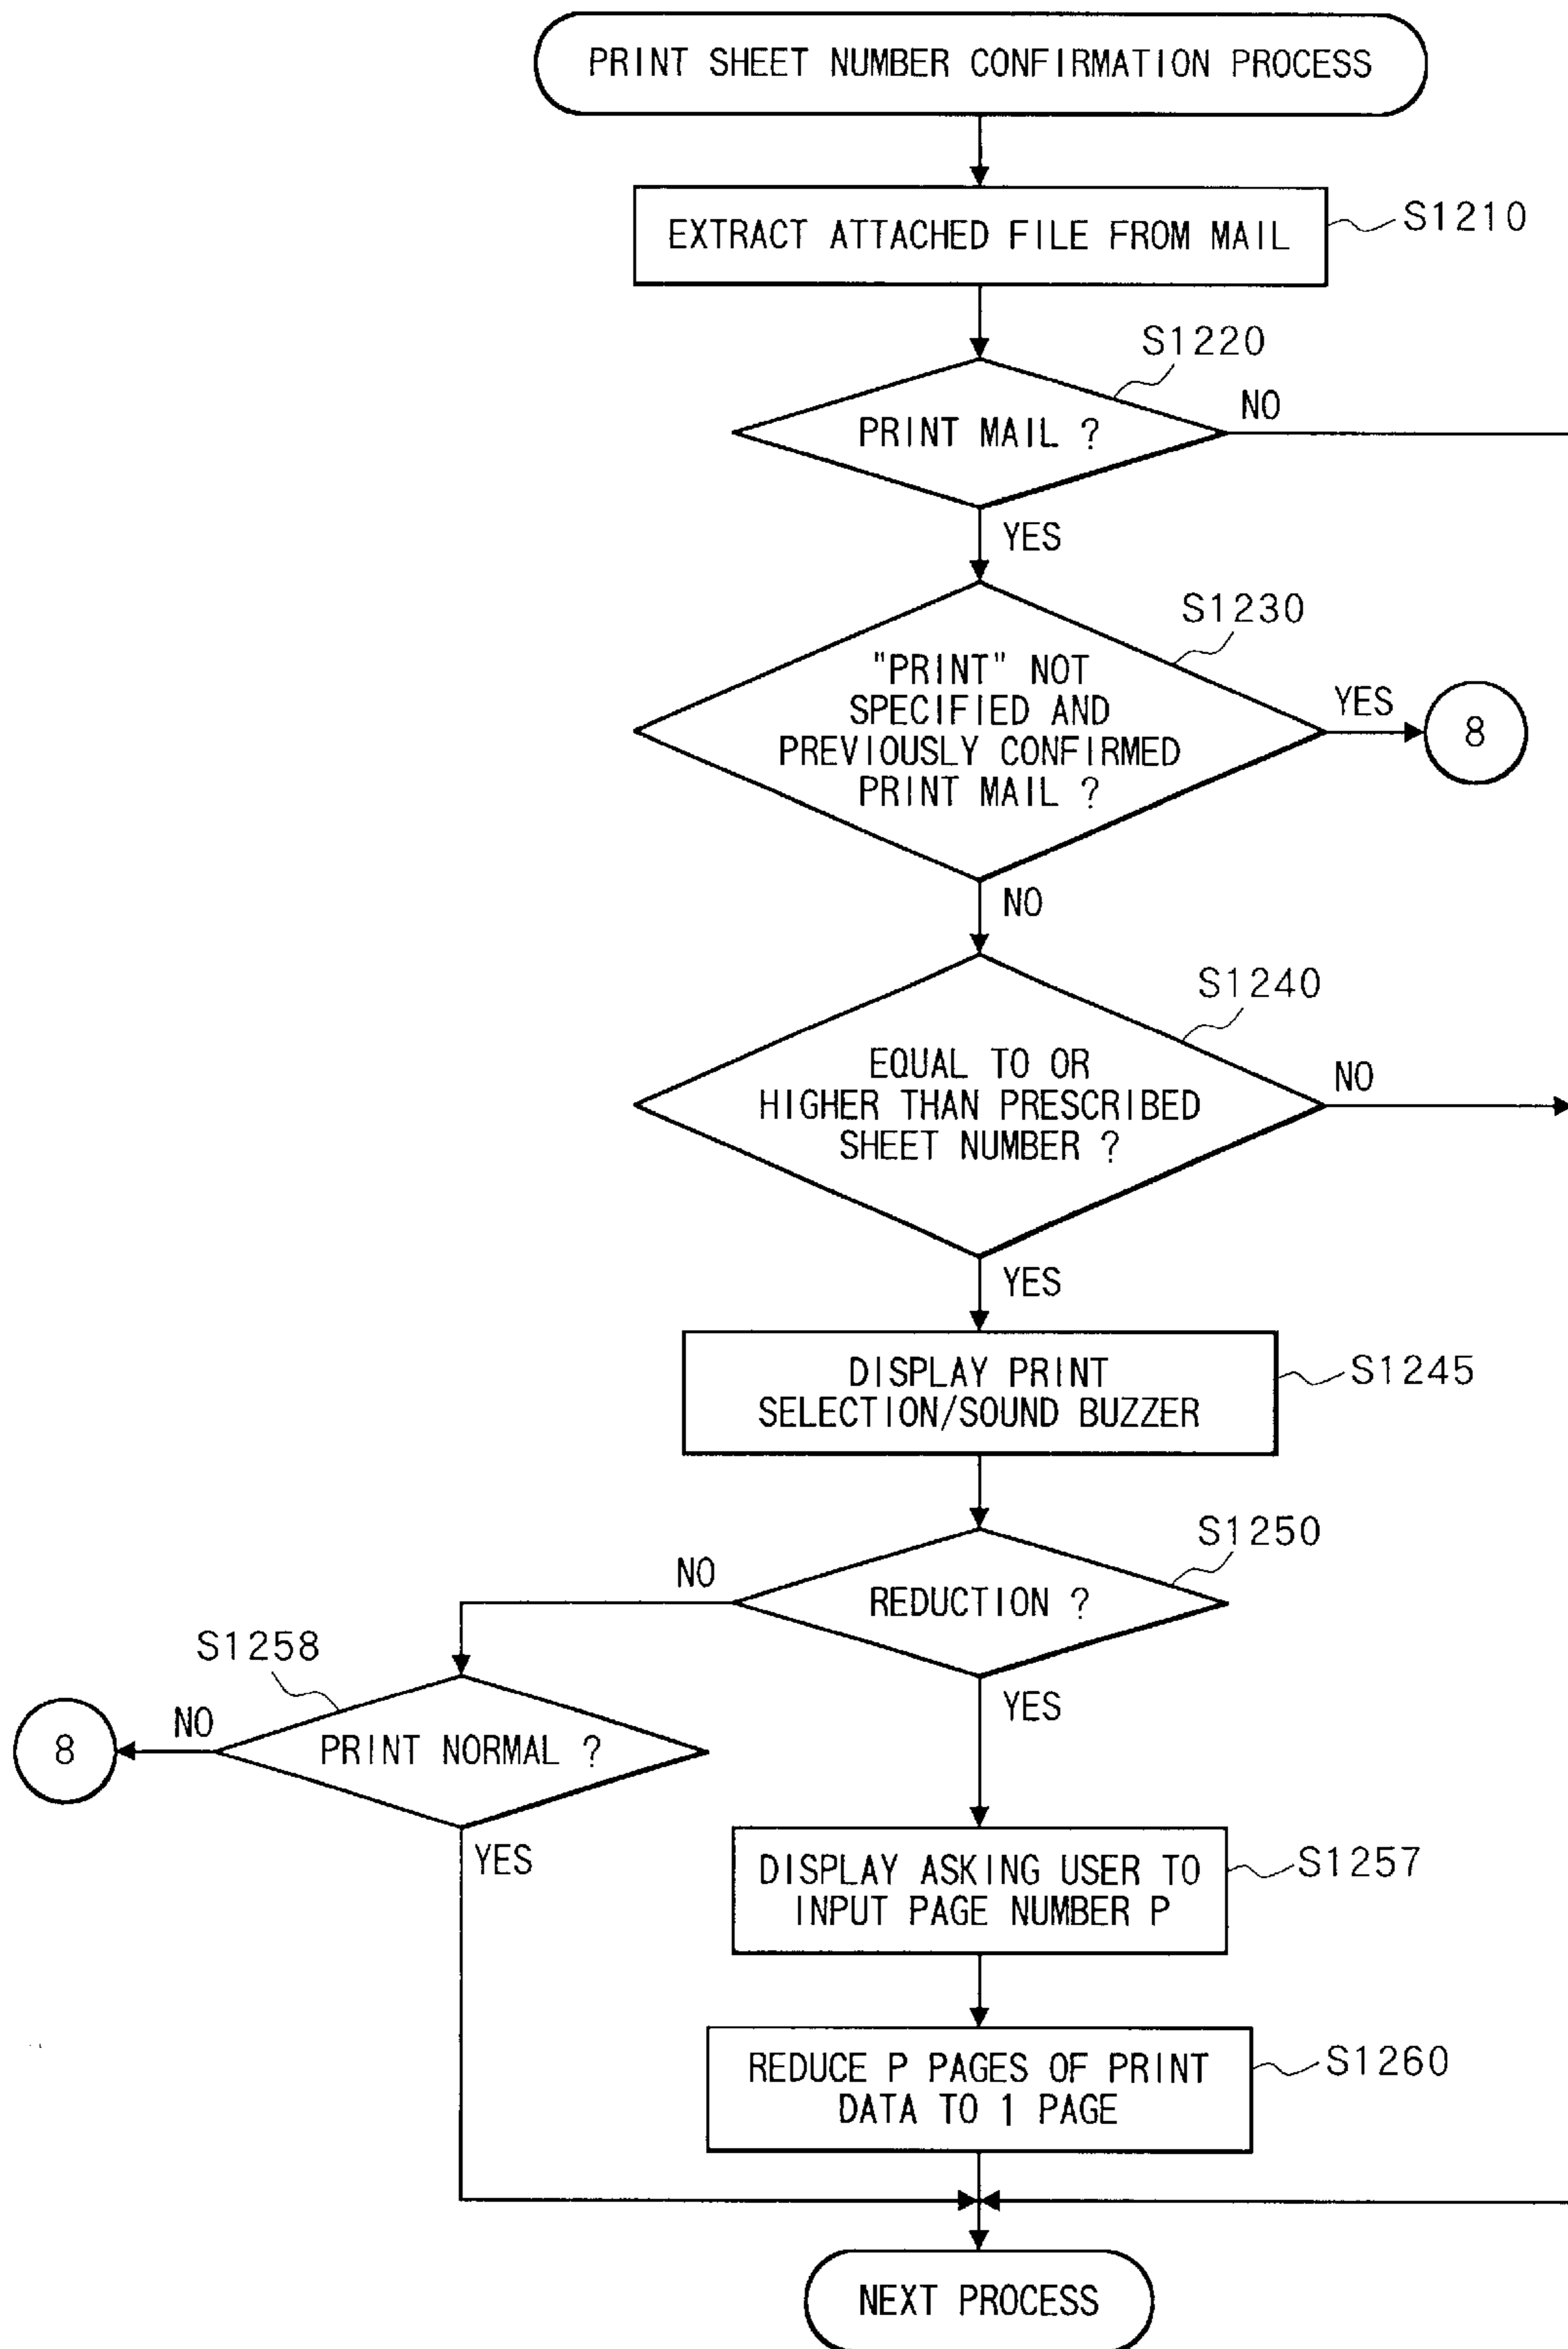 PRINT SHEET NUMBER CONFIRMATION PROCESS
EXTRACT ATTACHED FILE FROM MAIL
S1210
S1220
PRINT MAIL ?
NO
YES
S1230
"PRINT" NOT
SPECIFIED AND
PREVIOUSLY CONFIRMED
PRINT MAIL ?
YES
8
NO
S1240
EQUAL TO OR
HIGHER THAN PRESCRIBED
SHEET NUMBER ?
NO
YES
DISPLAY PRINT
SELECTION/SOUND BUZZER
S1245
S1250
REDUCTION ?
NO
YES
S1258
PRINT NORMAL ?
NO
8
YES
DISPLAY ASKING USER TO
INPUT PAGE NUMBER P
S1257
REDUCE P PAGES OF PRINT
DATA TO 1 PAGE
S1260
NEXT PROCESS